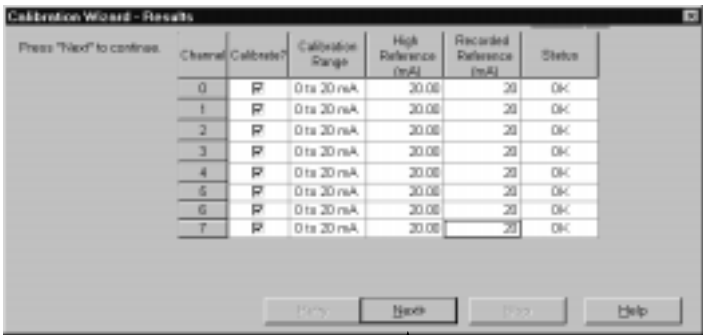 Calibration Wizard - Results
Press "Next" to continue.
Channel Calibrate? Calibration Range High Reference (mA) Recorded Reference (mA) Status
0 0 to 20 mA 20.00 20 OK
1 0 to 20 mA 20.00 20 OK
2 0 to 20 mA 20.00 20 OK
3 0 to 20 mA 20.00 20 OK
4 0 to 20 mA 20.00 20 OK
5 0 to 20 mA 20.00 20 OK
6 0 to 20 mA 20.00 20 OK
7 0 to 20 mA 20.00 20 OK
Retry Next> Stop Help